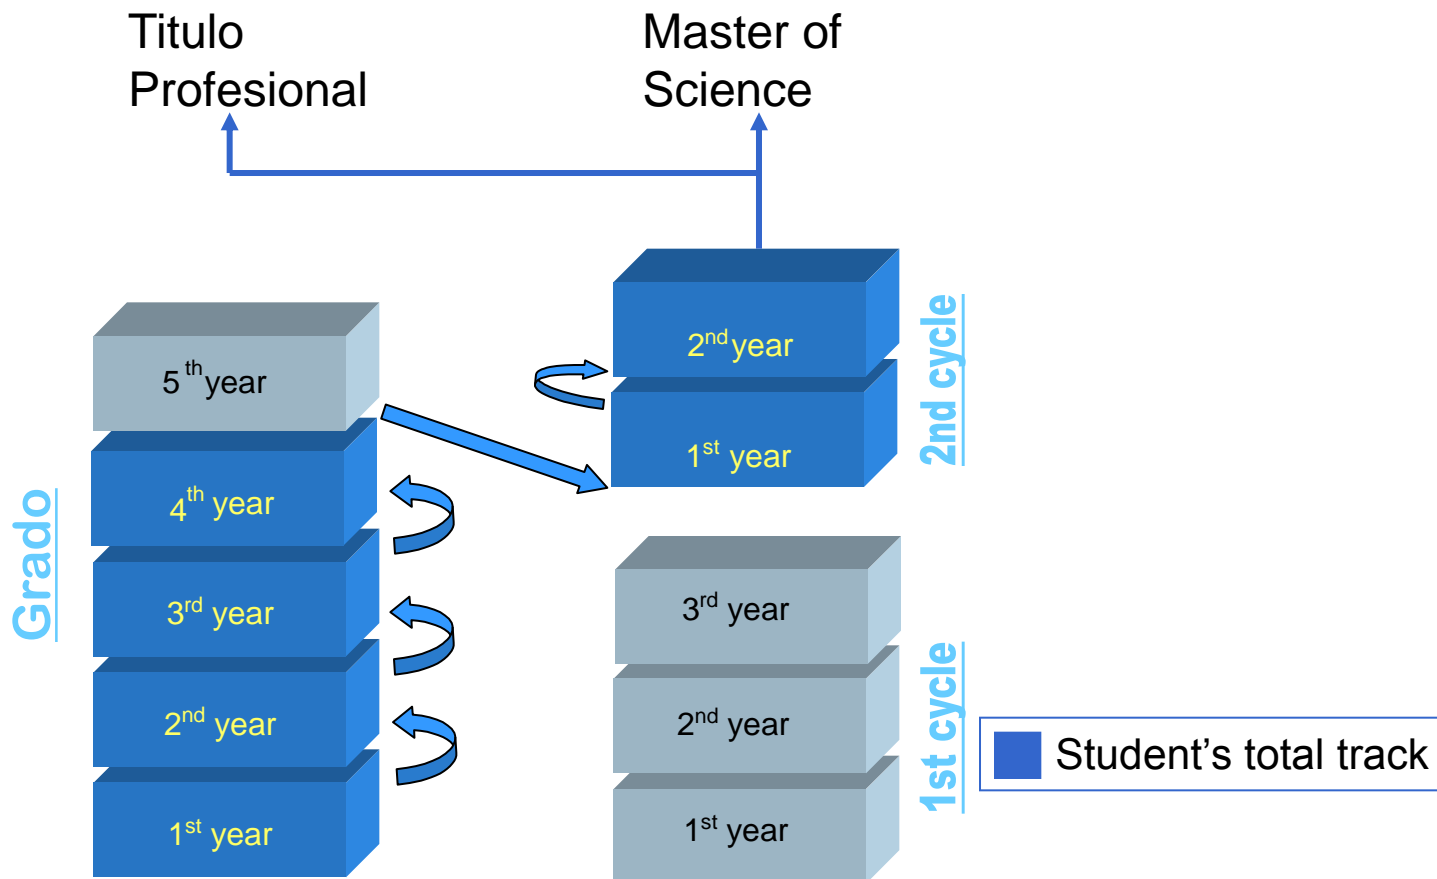 Titulo
Profesional
Master of
Science
5th year
4th year
3rd year
2nd year
1st year
Grado
2nd year
1st year
2nd cycle
3rd year
2nd year
1st year
1st cycle
Student's total track